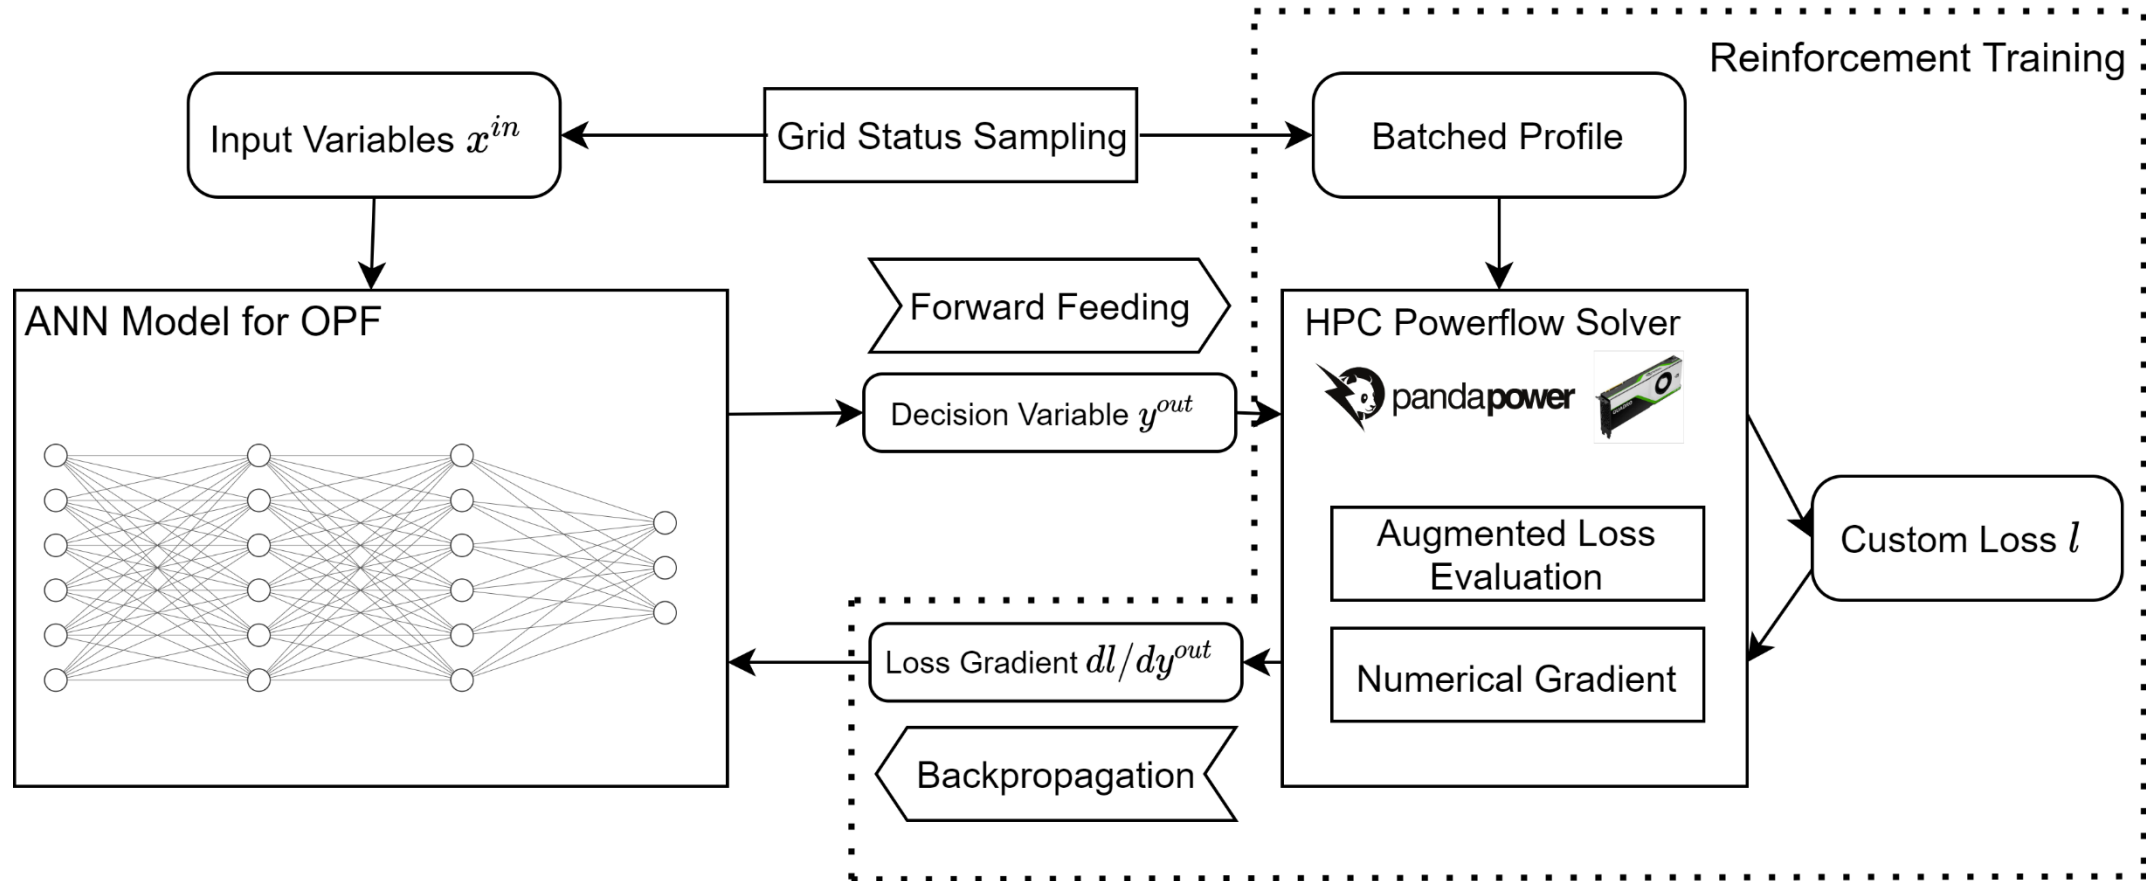 Reinforcement Training
Input Variables x^{in}
Grid Status Sampling
Batched Profile
ANN Model for OPF
Forward Feeding
HPC Powerflow Solver
pandapower
Decision Variable y^{out}
Augmented Loss
Evaluation
Custom Loss l
Loss Gradient dl/dy^{out}
Numerical Gradient
Backpropagation